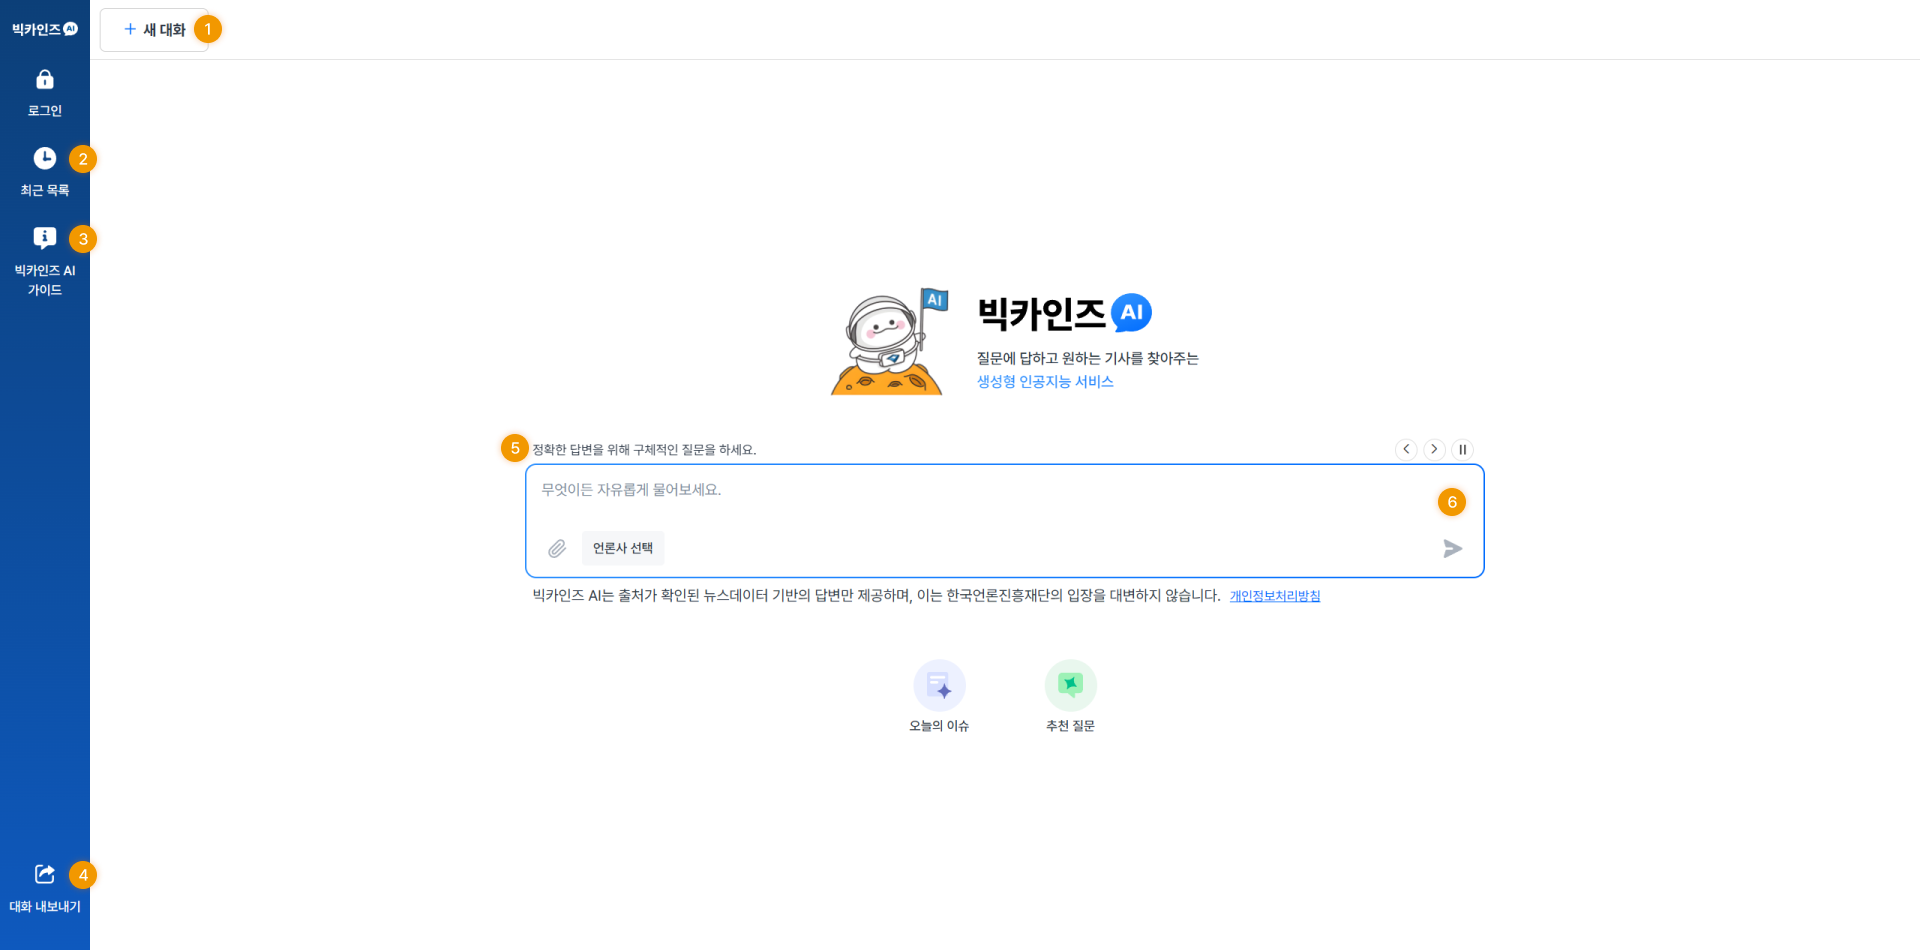 빅카인즈 AI
+ 새 대화 1
로그인
2
최근 목록
3
빅카인즈 AI
가이드
AI
빅카인즈 AI
질문에 답하고 원하는 기사를 찾아주는
생성형 인공지능 서비스
5 정확한 답변을 위해 구체적인 질문을 하세요.
무엇이든 자유롭게 물어보세요.
6
언론사 선택
빅카인즈 AI는 출처가 확인된 뉴스데이터 기반의 답변만 제공하며, 이는 한국언론진흥재단의 입장을 대변하지 않습니다. 개인정보처리방침
오늘의 이슈
추천 질문
4
대화 내보내기